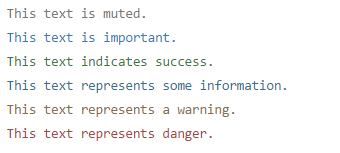 This text is muted.
This text is important.
This text indicates success.
This text represents some information.
This text represents a warning.
This text represents danger.